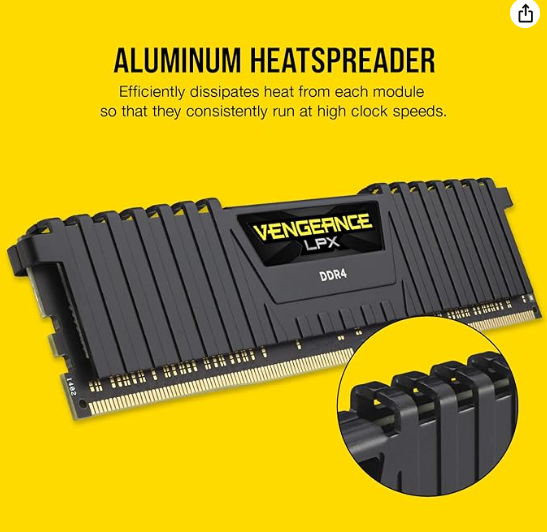 ALUMINUM HEATSPREADER
Efficiently dissipates heat from each module
so that they consistently run at high clock speeds.
VENGEANCE
LPX
DDR4